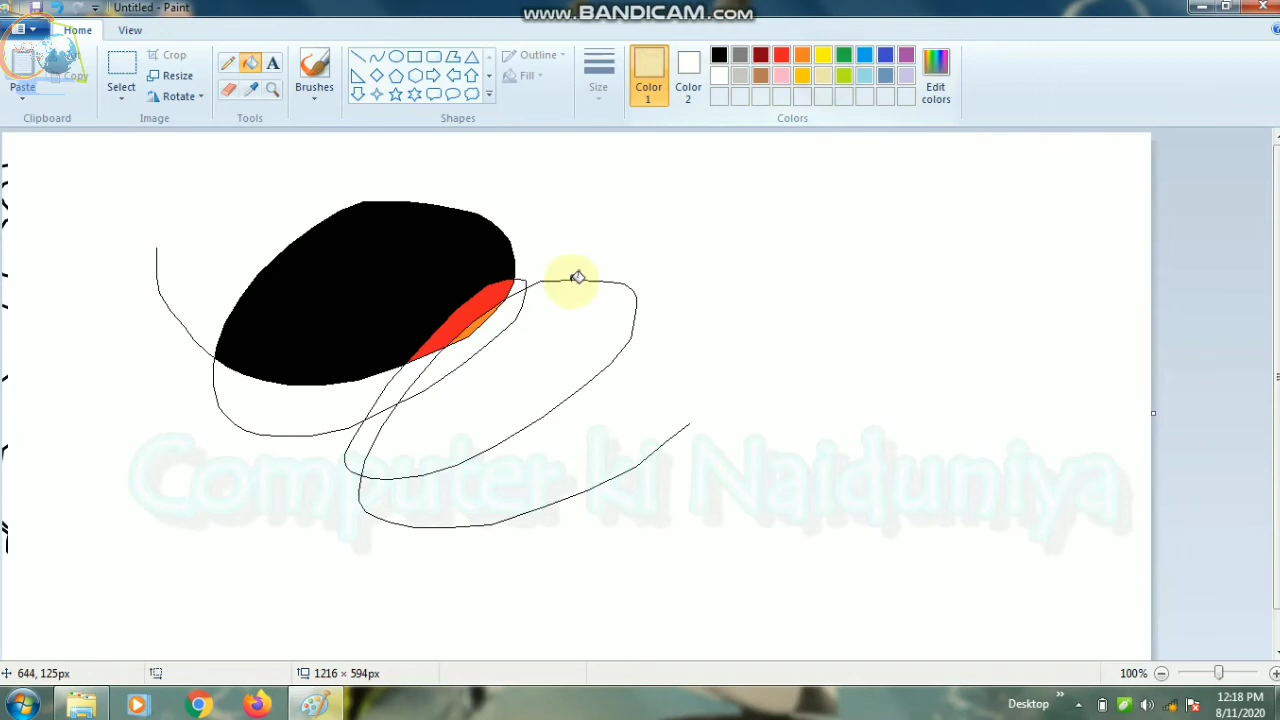 Untitled - Paint
www.BANDICAM.com
Home
View
Paste
Copy
Clipboard
Select
Crop
Resize
Rotate
Image
Tools
Brushes
Shapes
Outline
Fill
Size
Color 1
Color 2
Edit colors
Colors
Computer ki Naiduniya
644, 125px
1216 × 594px
100%
Desktop
12:18 PM
8/11/2020